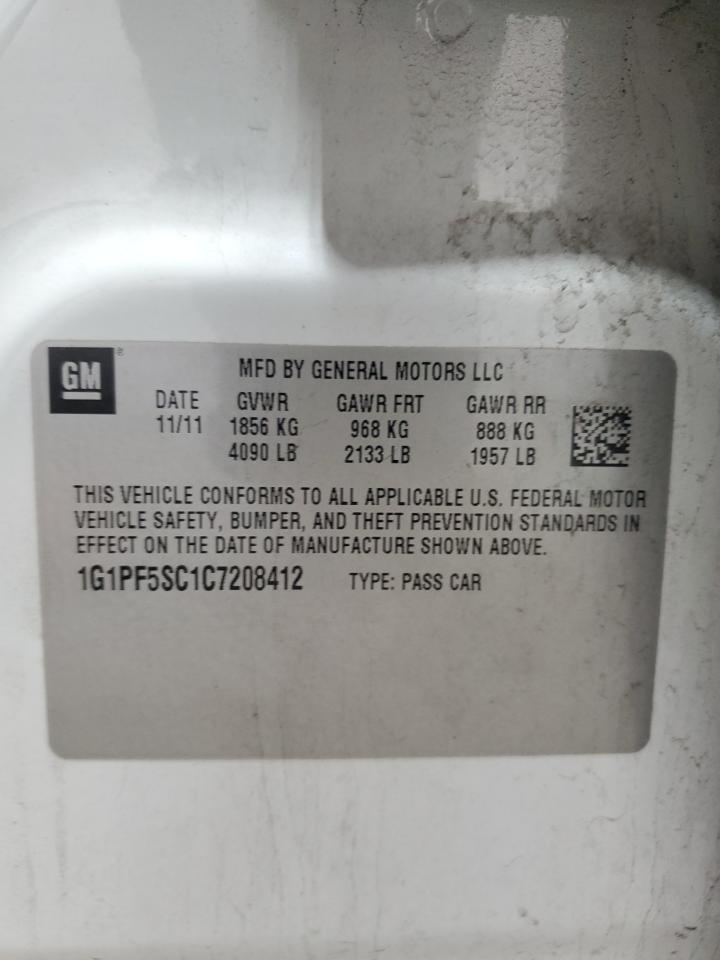 GM®
MFD BY GENERAL MOTORS LLC
DATE GVWR GAWR FRT GAWR RR
11/11 1856 KG 968 KG 888 KG
4090 LB 2133 LB 1957 LB
THIS VEHICLE CONFORMS TO ALL APPLICABLE U.S. FEDERAL MOTOR
VEHICLE SAFETY, BUMPER, AND THEFT PREVENTION STANDARDS IN
EFFECT ON THE DATE OF MANUFACTURE SHOWN ABOVE.
1G1PF5SC1C7208412 TYPE: PASS CAR